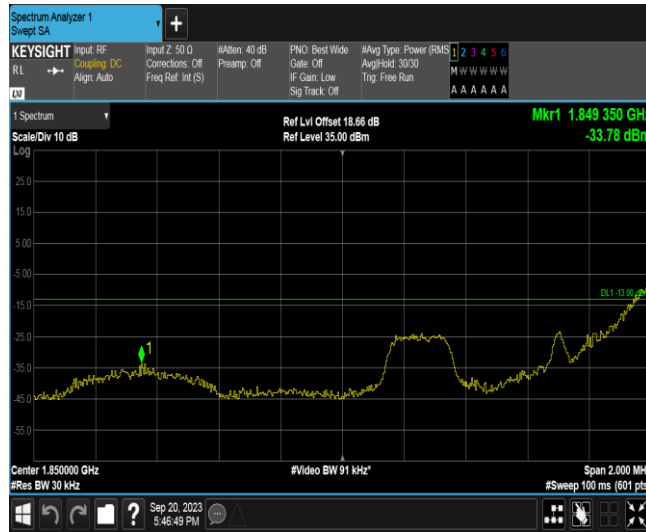 Spectrum Analyzer 1
Swept SA
KEYSIGHT
RL
LXI
Input: RF
Coupling: DC
Align: Auto
Input Z: 50 Ω
Corrections: Off
Freq Ref: Int (S)
#Atten: 40 dB
Preamp: Off
PNO: Best Wide
Gate: Off
IF Gain: Low
Sig Track: Off
#Avg Type: Power (RMS
Avg|Hold: 30/30
Trig: Free Run
1 2 3 4 5 6
M W W W W W
A A A A A A
1 Spectrum
Scale/Div 10 dB
Ref Lvl Offset 18.66 dB
Ref Level 35.00 dBm
Mkr1 1.849 350 GHz
-33.78 dBm
Log
25.0
15.0
5.00
-5.00
DL1 -13.00 dBm
-15.0
-25.0
1
-35.0
-45.0
-55.0
Center 1.850000 GHz
#Res BW 30 kHz
#Video BW 91 kHz*
Span 2.000 MH
#Sweep 100 ms (601 pts
?
Sep 20, 2023
5:46:49 PM